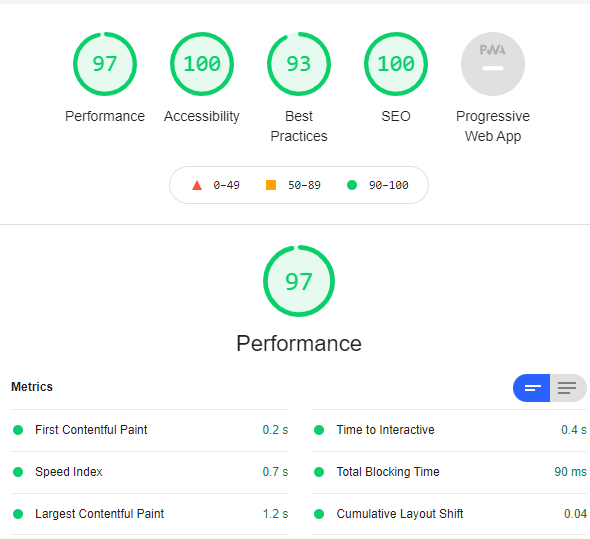 97 100 93 100 PWA
Performance Accessibility Best Practices SEO Progressive Web App
0–49 50–89 90–100
97
Performance
Metrics
First Contentful Paint 0.2 s
Time to Interactive 0.4 s
Speed Index 0.7 s
Total Blocking Time 90 ms
Largest Contentful Paint 1.2 s
Cumulative Layout Shift 0.04